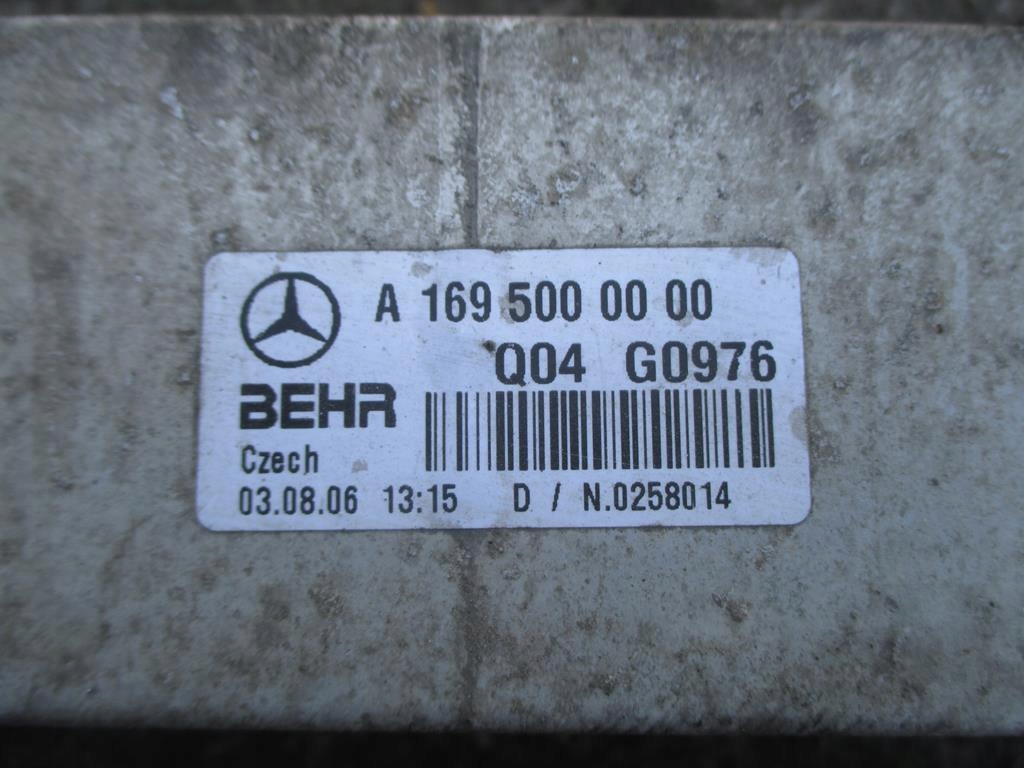 A 169 500 00 00
Q04 G0976
BEHR
Czech
03.08.06 13:15 D / N.0258014